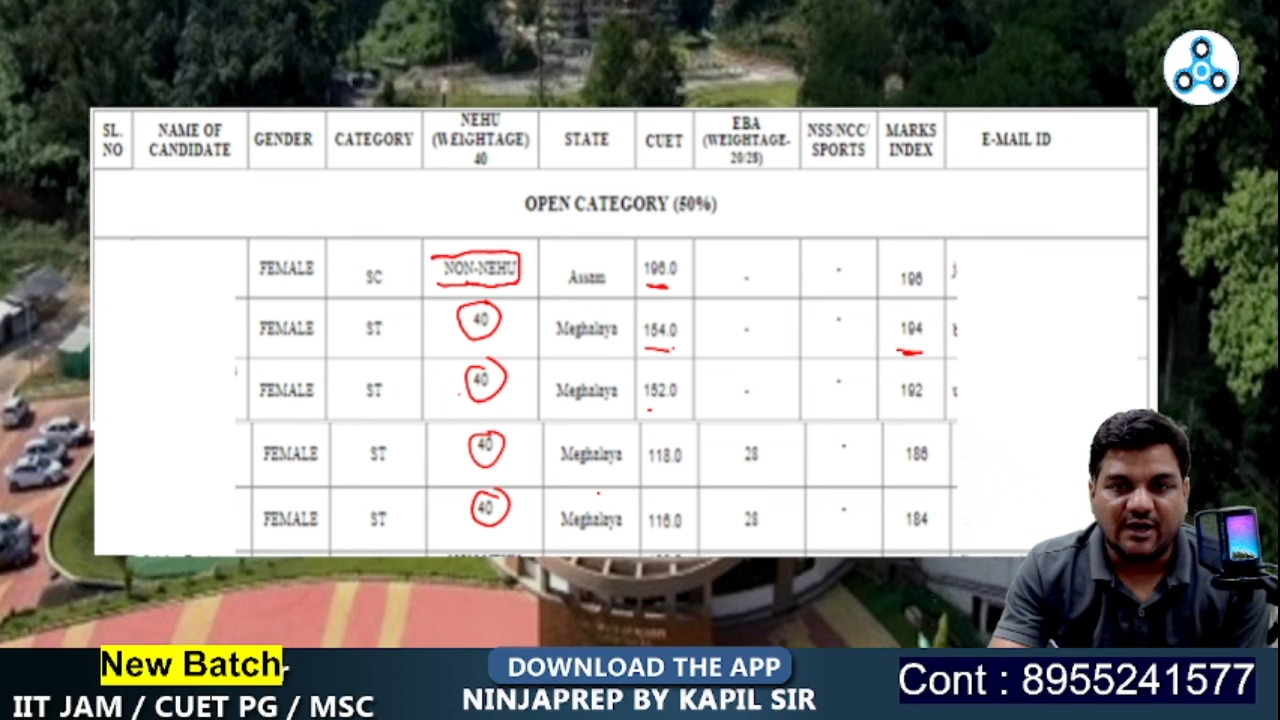 SL. NO NAME OF CANDIDATE GENDER CATEGORY NEHU (WEIGHTAGE) 40 STATE CUET EBA (WEIGHTAGE-20/28) NSS/NCC/SPORTS MARKS INDEX E-MAIL ID
OPEN CATEGORY (50%)
FEMALE SC NON-NEHU Assam 196.0 - - 196
FEMALE ST 40 Meghalaya 154.0 - - 194
FEMALE ST 40 Meghalaya 152.0 - - 192
FEMALE ST 40 Meghalaya 118.0 28 - 186
FEMALE ST 40 Meghalaya 116.0 28 - 184
New Batch
IIT JAM / CUET PG / MSC
DOWNLOAD THE APP
NINJAPREP BY KAPIL SIR
Cont : 8955241577